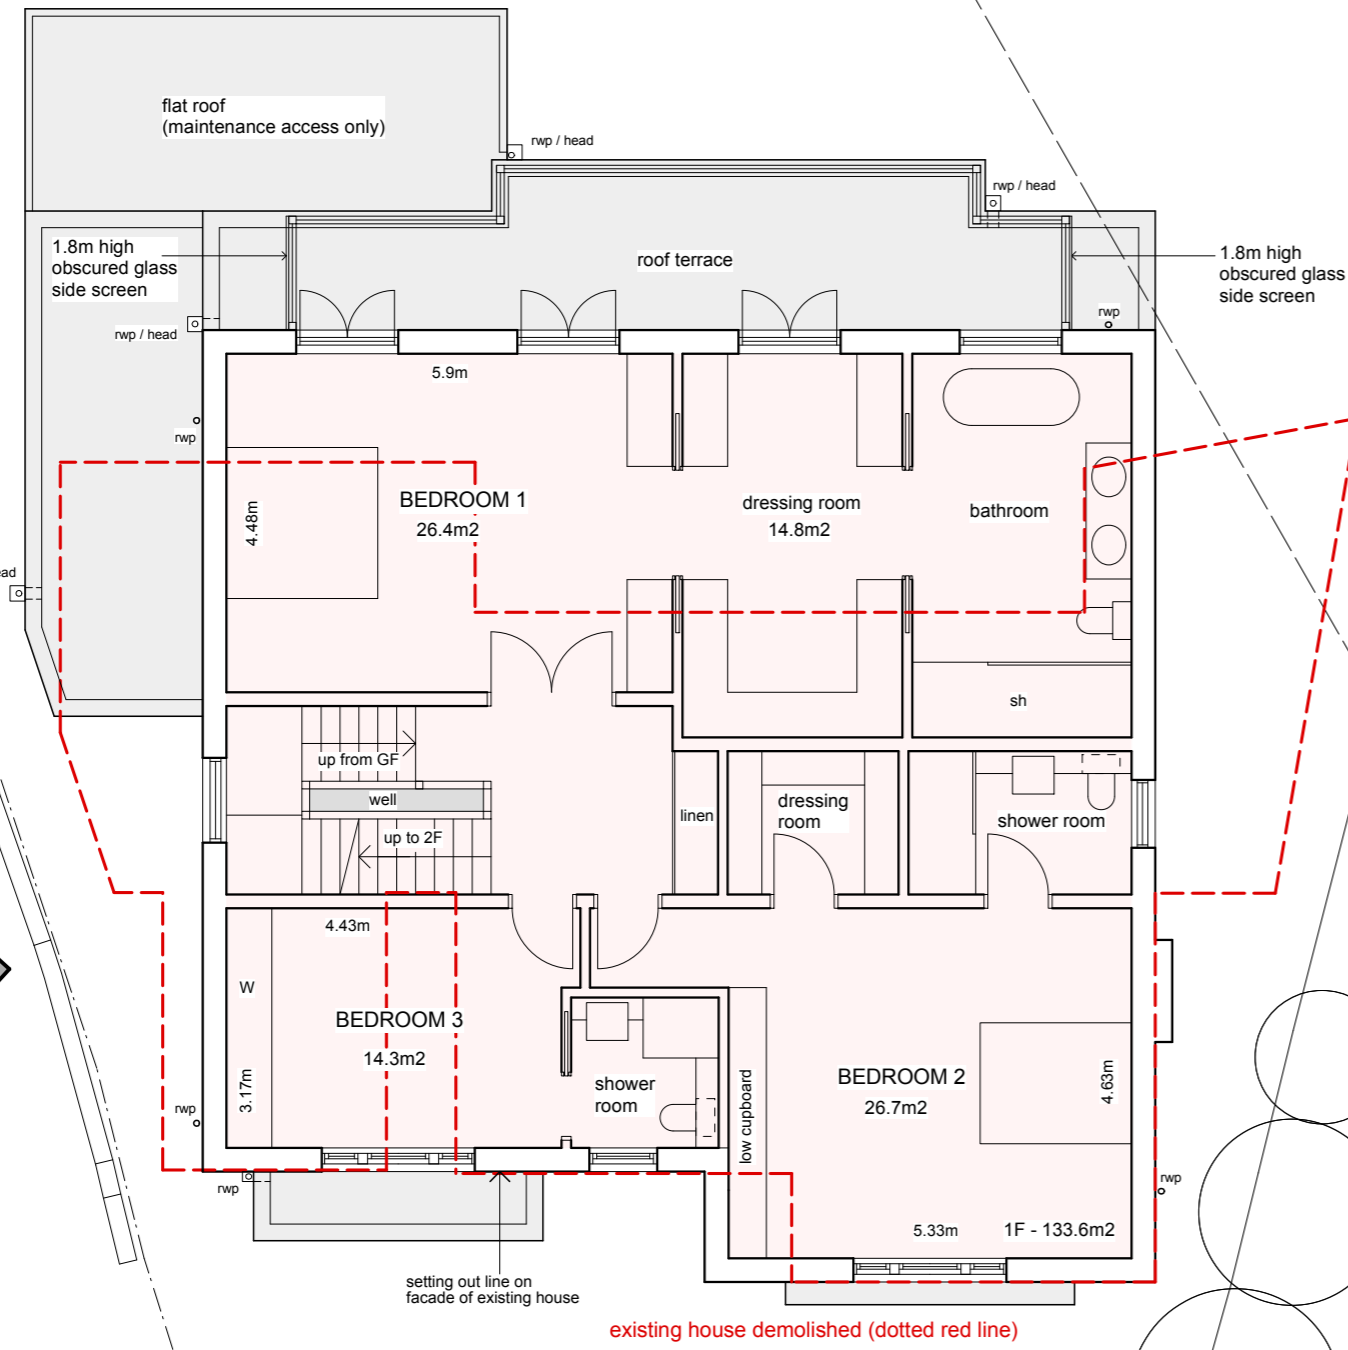 flat roof
(maintenance access only)
rwp / head
rwp / head
1.8m high
obscured glass
side screen
roof terrace
1.8m high
obscured glass
side screen
rwp
rwp / head
5.9m
rwp
BEDROOM 1
26.4m2
4.48m
dressing room
14.8m2
bathroom
sh
up from GF
well
up to 2F
linen
dressing
room
shower room
4.43m
W
BEDROOM 3
14.3m2
3.17m
shower
room
low cupboard
BEDROOM 2
26.7m2
4.63m
rwp
rwp
rwp
5.33m
1F - 133.6m2
setting out line on
facade of existing house
existing house demolished (dotted red line)